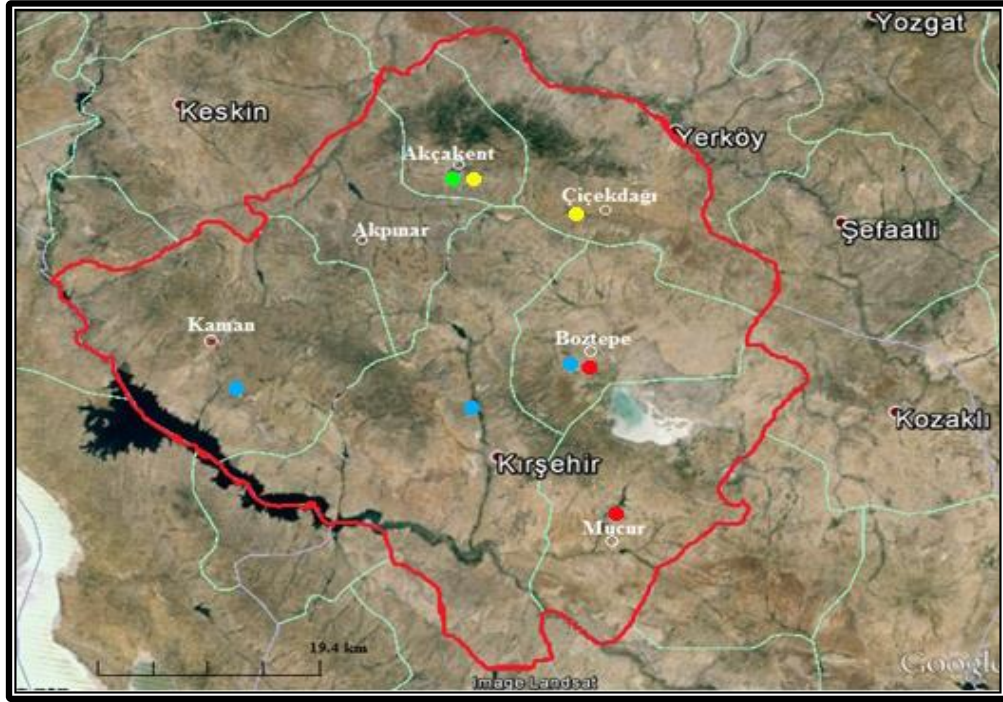 Yozgat
Keskin
Yerköy
Akçakent
Çiçekdağı
Akpınar
Şefaatli
Kaman
Boztepe
Kozaklı
Kırşehir
Mucur
19.4 km
Google
Image Landsat